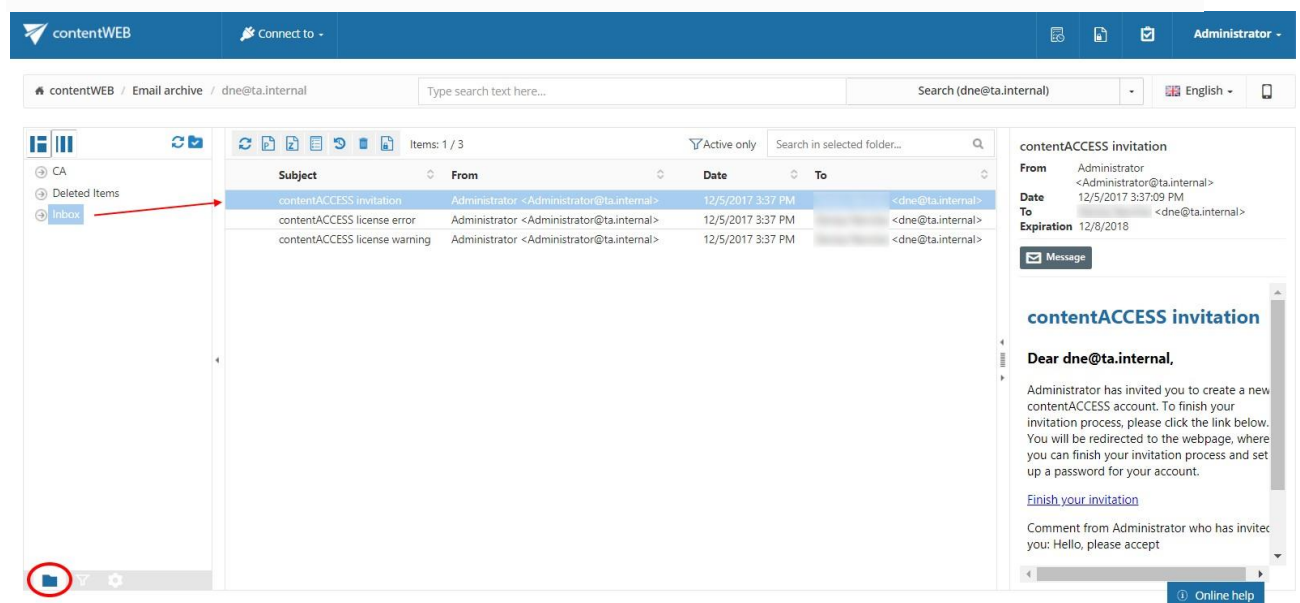 contentWEB Connect to Administrator
contentWEB / Email archive / dne@ta.internal Type search text here... Search (dne@ta.internal) English
Items: 1 / 3 Active only Search in selected folder...
CA
Deleted Items
Inbox
Subject From Date To
contentACCESS invitation Administrator <Administrator@ta.internal> 12/5/2017 3:37 PM <dne@ta.internal>
contentACCESS license error Administrator <Administrator@ta.internal> 12/5/2017 3:37 PM <dne@ta.internal>
contentACCESS license warning Administrator <Administrator@ta.internal> 12/5/2017 3:37 PM <dne@ta.internal>
contentACCESS invitation
From Administrator
<Administrator@ta.internal>
Date 12/5/2017 3:37:09 PM
To <dne@ta.internal>
Expiration 12/8/2018
Message
contentACCESS invitation
Dear dne@ta.internal,
Administrator has invited you to create a new
contentACCESS account. To finish your
invitation process, please click the link below.
You will be redirected to the webpage, where
you can finish your invitation process and set
up a password for your account.
Finish your invitation
Comment from Administrator who has invited
you: Hello, please accept
Online help